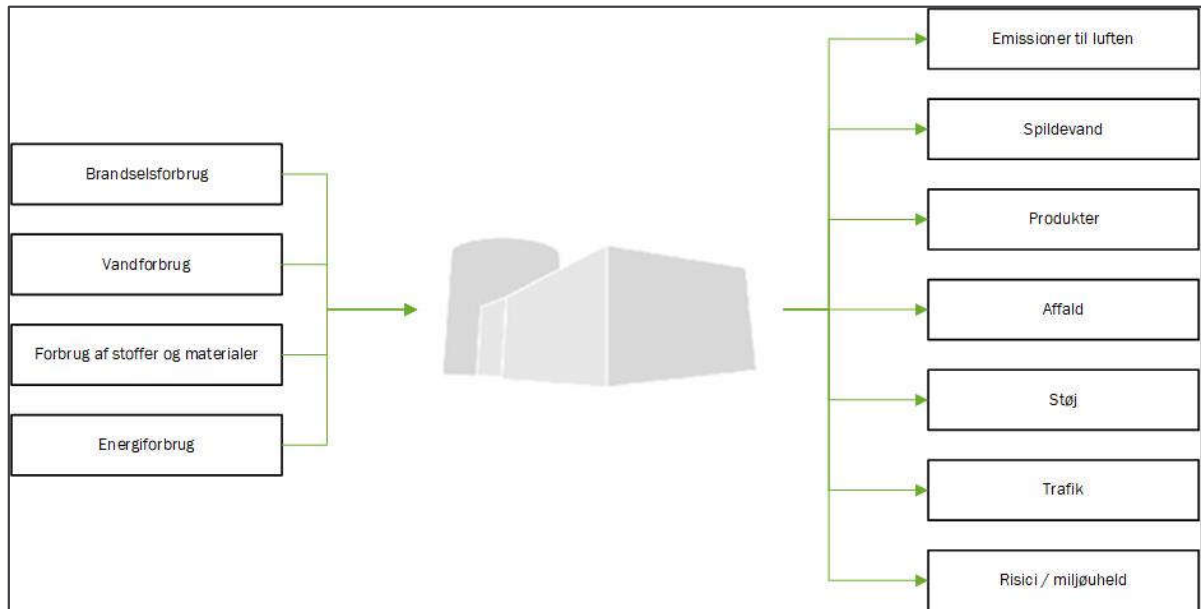 Brandselsforbrug
Vandforbrug
Forbrug af stoffer og materialer
Energiforbrug
Emissioner til luften
Spildevand
Produkter
Affald
Støj
Trafik
Risici / miljøuheld